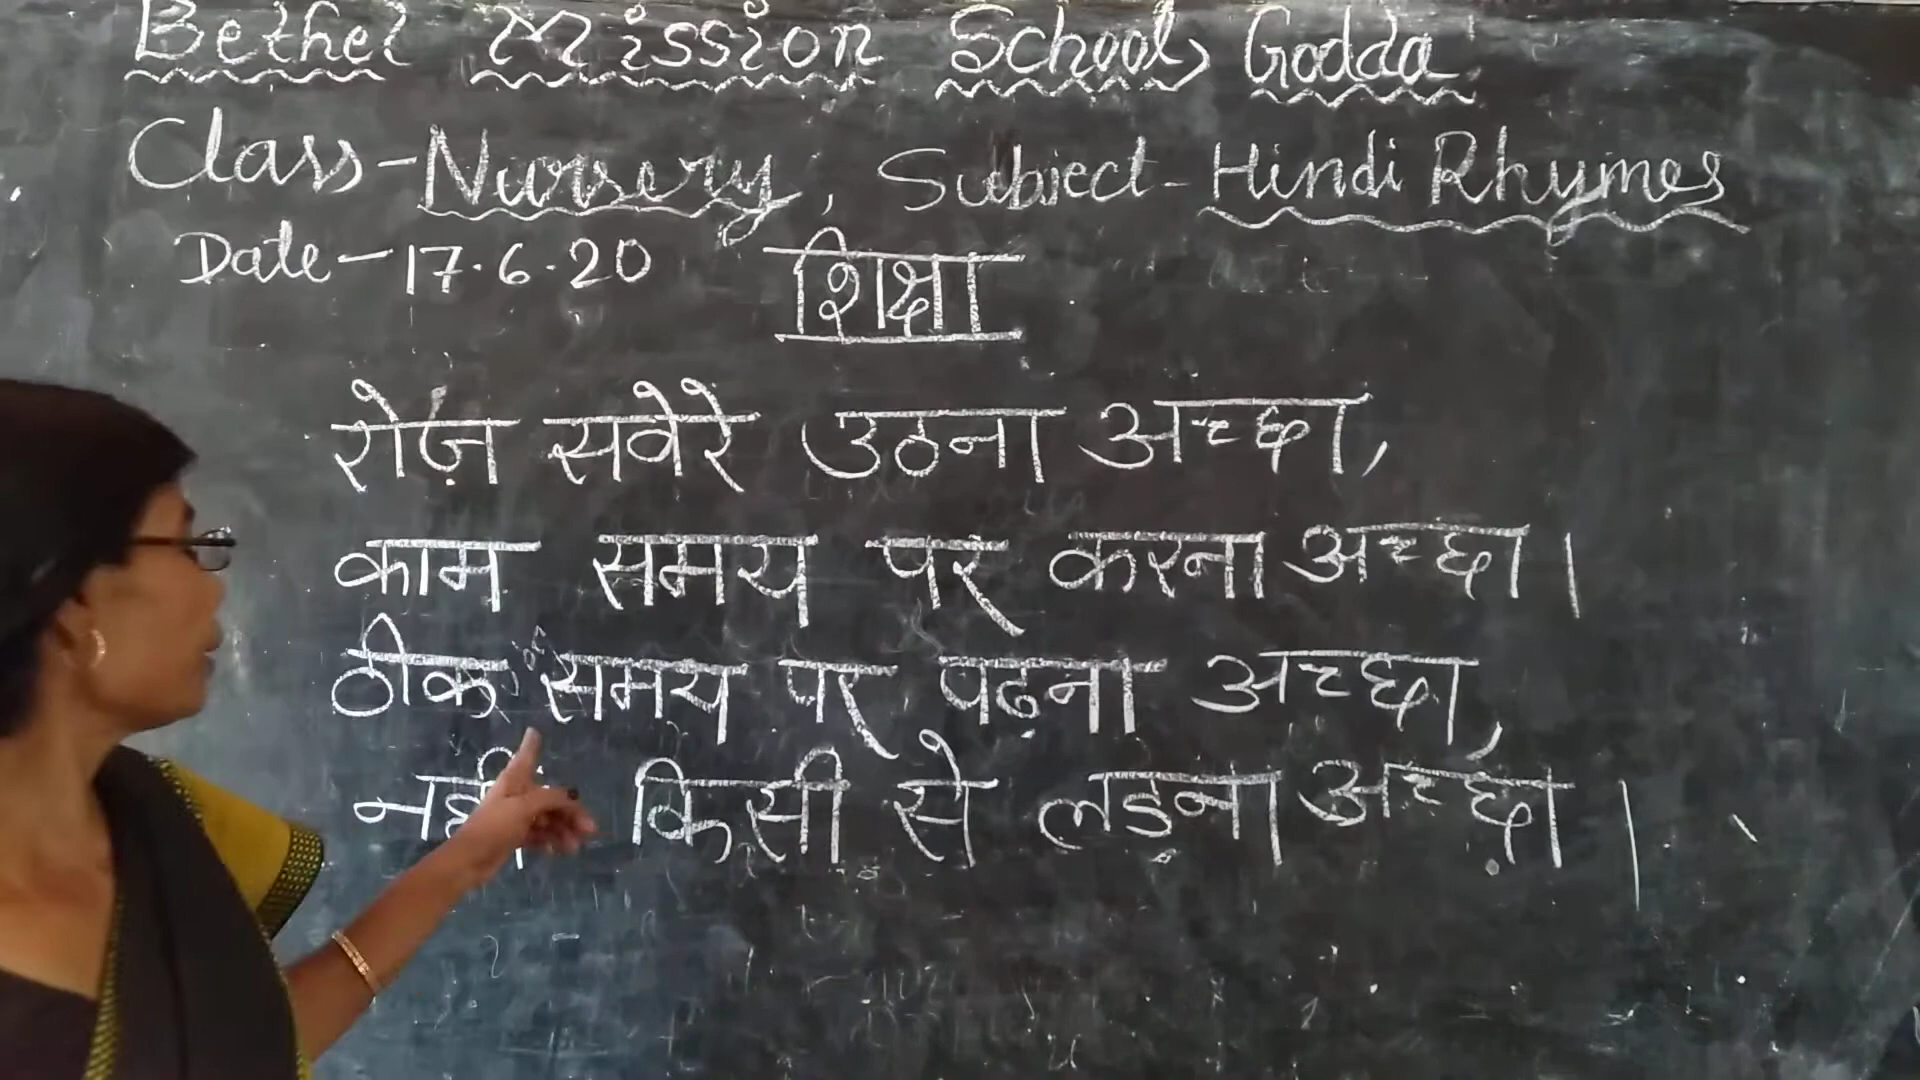 Bethel Mission School, Godda
Class-Nursery, Subject-Hindi Rhymes
Date-17.6.20
शिक्षा
रोज़ सवेरे उठना अच्छा,
काम समय पर करना अच्छा।
ठीक समय पर पढ़ना अच्छा,
नहीं किसी से लड़ना अच्छा।